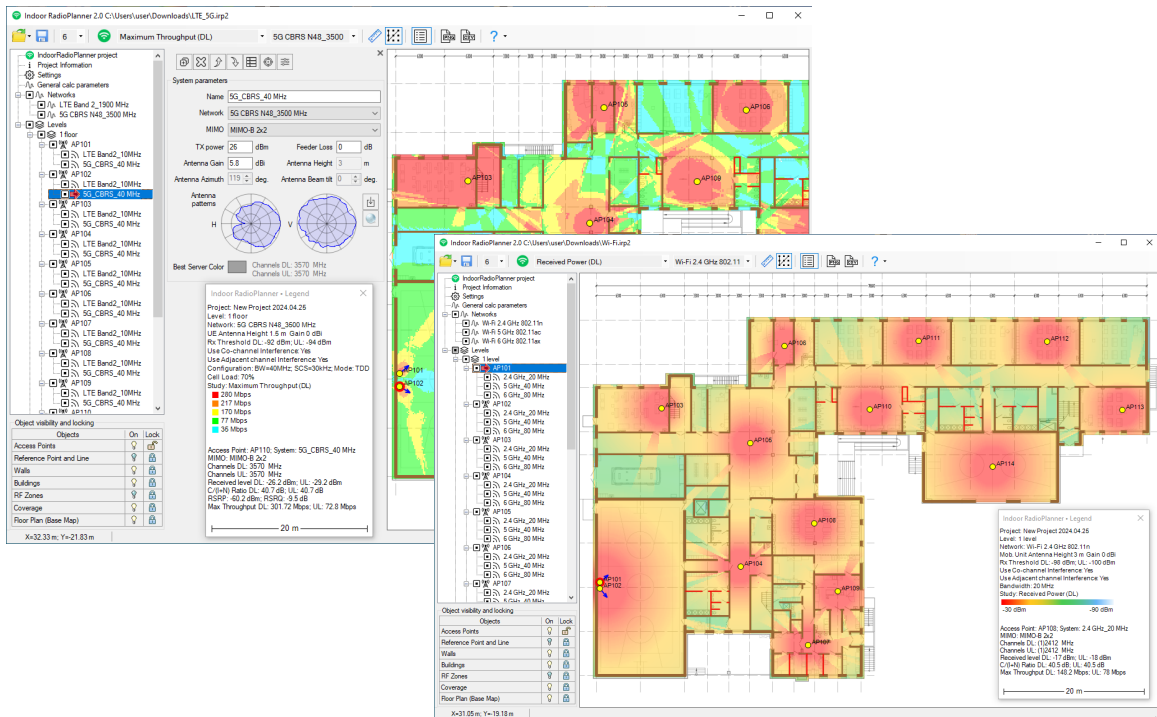 Indoor RadioPlanner 2.0 C:\Users\user\Downloads\LTE_5G.irp2
6
Maximum Throughput (DL)
5G CBRS N48_3500
IndoorRadioPlanner project
Project Information
Settings
General calc parameters
Networks
LTE Band 2_1900 MHz
5G CBRS N48_3500 MHz
Levels
1floor
AP101
LTE Band2_10MHz
5G_CBRS_40 MHz
AP102
LTE Band2_10MHz
5G_CBRS_40 MHz
AP103
LTE Band2_10MHz
5G_CBRS_40 MHz
AP104
LTE Band2_10MHz
5G_CBRS_40 MHz
AP105
LTE Band2_10MHz
5G_CBRS_40 MHz
AP106
LTE Band2_10MHz
5G_CBRS_40 MHz
AP107
LTE Band2_10MHz
5G_CBRS_40 MHz
AP108
LTE Band2_10MHz
5G_CBRS_40 MHz
AP109
LTE Band2_10MHz
5G_CBRS_40 MHz
AP110
Object visibility and locking
Objects On Lock
Access Points
Reference Point and Line
Walls
Buildings
RF Zones
Coverage
Floor Plan (Base Map)
X=32.33 m; Y=-21.83 m
System parameters
Name 5G_CBRS_40 MHz
Network 5G CBRS N48_3500 MHz
MIMO MIMO-B 2x2
TX power 26 dBm Feeder Loss 0 dB
Antenna Gain 5.8 dBi Antenna Height 3 m
Antenna Azimuth 119 deg. Antenna Beam tilt 0 deg.
Antenna
patterns
H V
Best Server Color Channels DL: 3570 MHz
Channels UL: 3570 MHz
Indoor RadioPlanner • Legend
Project: New Project 2024.04.25
Level: 1floor
Network: 5G CBRS N48_3500 MHz
UE Antenna Height 1.5 m Gain 0 dBi
Rx Threshold DL: -92 dBm; UL: -94 dBm
Use Co-channel Interference: Yes
Use Adjacent channel Interference: Yes
Configuration: BW=40MHz; SCS=30kHz; Mode: TDD
Cell Load: 70%
Study: Maximum Throughput (DL)
280 Mbps
217 Mbps
170 Mbps
77 Mbps
36 Mbps
Access Point: AP110; System: 5G_CBRS_40 MHz
MIMO: MIMO-B 2x2
Channels DL: 3570 MHz
Channels UL: 3570 MHz
Received level DL: -26.2 dBm; UL: -29.2 dBm
C/(I+N) Ratio DL: 40.7 dB; UL: 40.7 dB
RSRP: -60.2 dBm; RSRQ: -9.5 dB
Max Throughput DL: 301.72 Mbps; UL: 72.8 Mbps
20 m
AP105
AP106
AP103
AP109
AP104
AP101
AP102
Indoor RadioPlanner 2.0 C:\Users\user\Downloads\Wi-Fi.irp2
6
Received Power (DL)
Wi-Fi 2.4 GHz 802.11
IndoorRadioPlanner project
Project Information
Settings
General calc parameters
Networks
Wi-Fi 2.4 GHz 802.11n
Wi-Fi 5 GHz 802.11ac
Wi-Fi 6 GHz 802.11ax
Levels
1 level
AP101
2.4 GHz_20 MHz
5 GHz_40 MHz
6 GHz_80 MHz
AP102
2.4 GHz_20 MHz
5 GHz_40 MHz
6 GHz_80 MHz
AP103
2.4 GHz_20 MHz
5 GHz_40 MHz
6 GHz_80 MHz
AP104
2.4 GHz_20 MHz
5 GHz_40 MHz
6 GHz_80 MHz
AP105
2.4 GHz_20 MHz
5 GHz_40 MHz
6 GHz_80 MHz
AP106
2.4 GHz_20 MHz
5 GHz_40 MHz
6 GHz_80 MHz
AP107
2.4 GHz_20 MHz
5 GHz_40 MHz
Object visibility and locking
Objects On Lock
Access Points
Reference Point and Line
Walls
Buildings
RF Zones
Coverage
Floor Plan (Base Map)
X=31.05 m; Y=-19.18 m
AP106
AP111
AP112
AP103
AP110
AP113
AP105
AP114
AP108
AP104
AP101
AP102
AP109
AP107
Indoor RadioPlanner • Legend
Project: New Project 2024.04.25
Level: 1 level
Network: Wi-Fi 2.4 GHz 802.11n
Mob. Unit Antenna Height 3 m Gain 0 dBi
Rx Threshold DL: -98 dBm; UL: -100 dBm
Use Co-channel Interference: Yes
Use Adjacent channel Interference: Yes
Bandwidth: 20 MHz
Study: Received Power (DL)
-30 dBm -90 dBm
Access Point: AP108; System: 2.4 GHz_20 MHz
MIMO: MIMO-B 2x2
Channels DL: (1)2412 MHz
Channels UL: (1)2412 MHz
Received level DL: -17 dBm; UL: -18 dBm
C/(I+N) Ratio DL: 40.5 dB; UL: 40.5 dB
Max Throughput DL: 148.2 Mbps; UL: 78 Mbps
20 m